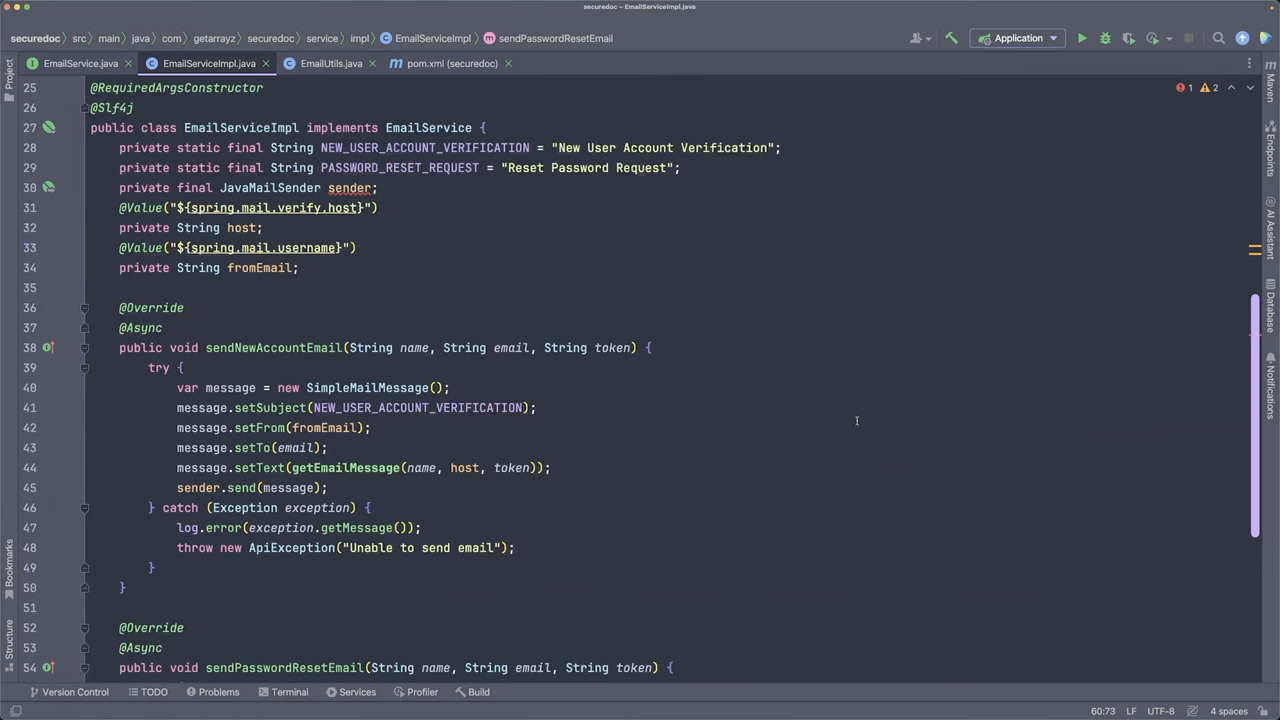 securedoc – EmailServiceImpl.java
securedoc src main java com getarrayz securedoc service impl EmailServiceImpl sendPasswordResetEmail Application
EmailService.java EmailServiceImpl.java EmailUtils.java pom.xml (securedoc)
25 @RequiredArgsConstructor 1 2
26 @Slf4j
27 public class EmailServiceImpl implements EmailService {
28 private static final String NEW_USER_ACCOUNT_VERIFICATION = "New User Account Verification";
29 private static final String PASSWORD_RESET_REQUEST = "Reset Password Request";
30 private final JavaMailSender sender;
31 @Value("${spring.mail.verify.host}")
32 private String host;
33 @Value("${spring.mail.username}")
34 private String fromEmail;
35
36 @Override
37 @Async
38 public void sendNewAccountEmail(String name, String email, String token) {
39 try {
40 var message = new SimpleMailMessage();
41 message.setSubject(NEW_USER_ACCOUNT_VERIFICATION);
42 message.setFrom(fromEmail);
43 message.setTo(email);
44 message.setText(getEmailMessage(name, host, token));
45 sender.send(message);
46 } catch (Exception exception) {
47 log.error(exception.getMessage());
48 throw new ApiException("Unable to send email");
49 }
50 }
51
52 @Override
53 @Async
54 public void sendPasswordResetEmail(String name, String email, String token) {
Project
Bookmarks
Structure
Maven
Endpoints
AI Assistant
Database
Notifications
Version Control TODO Problems Terminal Services Profiler Build
60:73 LF UTF-8 4 spaces